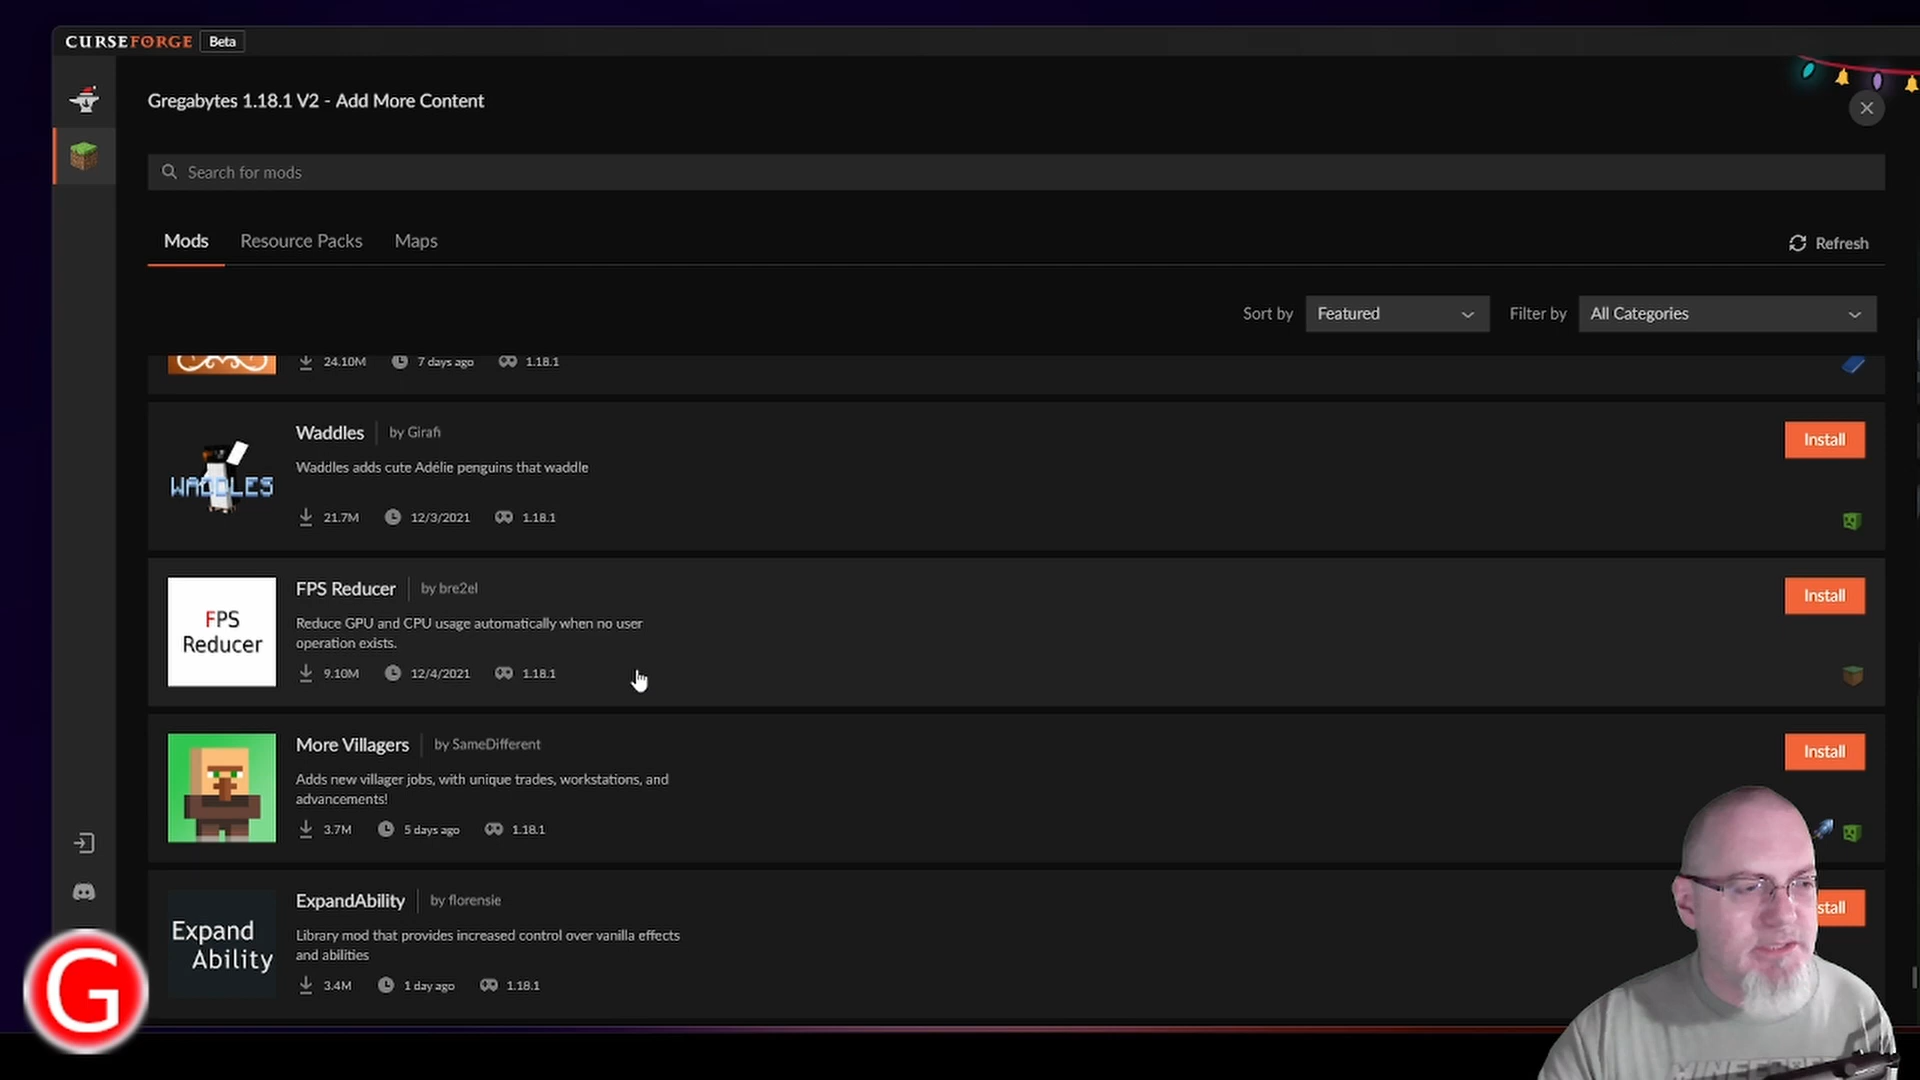 CURSEFORGE Beta
Gregabytes 1.18.1 V2 - Add More Content
Search for mods
Mods Resource Packs Maps
Refresh
Sort by Featured Filter by All Categories
24.10M 7 days ago 1.18.1
Waddles by Girafi
Install
Waddles adds cute Adélie penguins that waddle
WADDLES
21.7M 12/3/2021 1.18.1
FPS Reducer by bre2el
Install
FPS
Reducer
Reduce GPU and CPU usage automatically when no user
operation exists.
9.10M 12/4/2021 1.18.1
More Villagers by SameDifferent
Install
Adds new villager jobs, with unique trades, workstations, and
advancements!
3.7M 5 days ago 1.18.1
ExpandAbility by florensie
stall
Expand
Ability
Library mod that provides increased control over vanilla effects
and abilities
3.4M 1 day ago 1.18.1
G